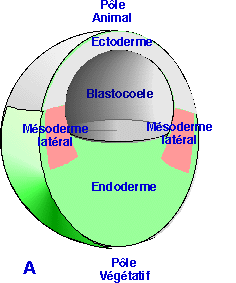 Pôle
Animal
Ectoderme
Blastocoele
Mésoderme
latéral
Mésoderme
latéral
Endoderme
A
Pôle
Végétatif